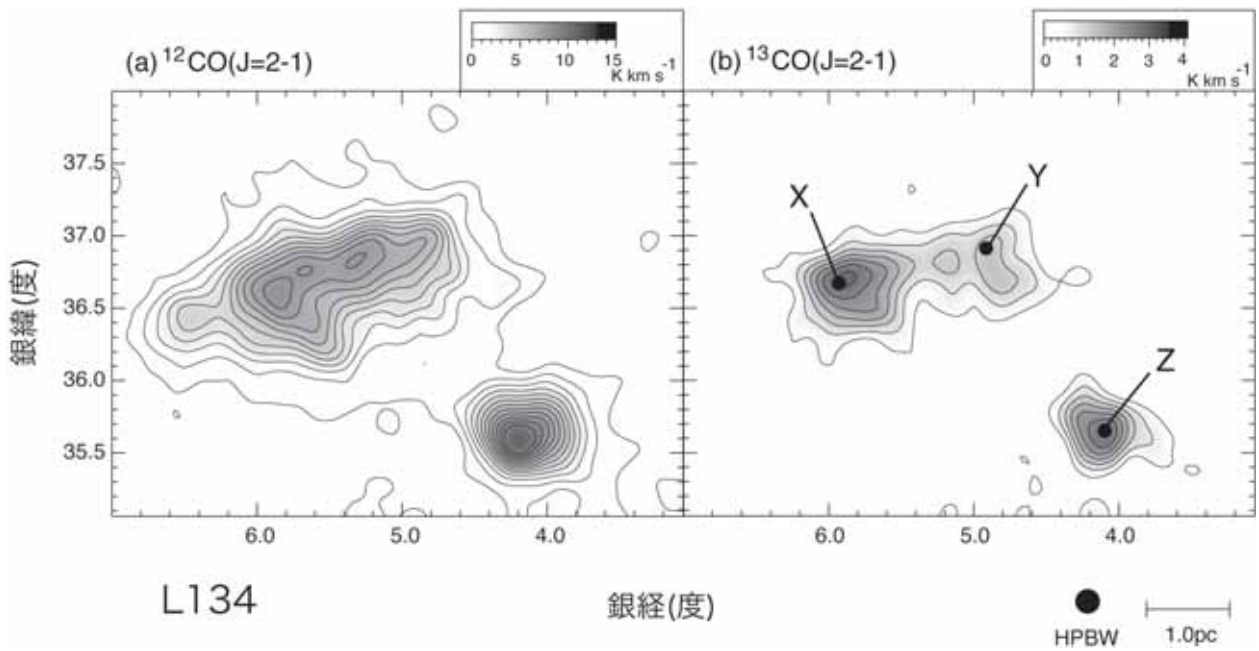 0 5 10 15
K km s⁻¹
(a) ¹²CO(J=2-1)
0 1 2 3 4
K km s⁻¹
(b) ¹³CO(J=2-1)
37.5
37.0
36.5
36.0
35.5
銀緯(度)
X
Y
Z
6.0 5.0 4.0
6.0 5.0 4.0
L134
銀経(度)
HPBW
1.0pc